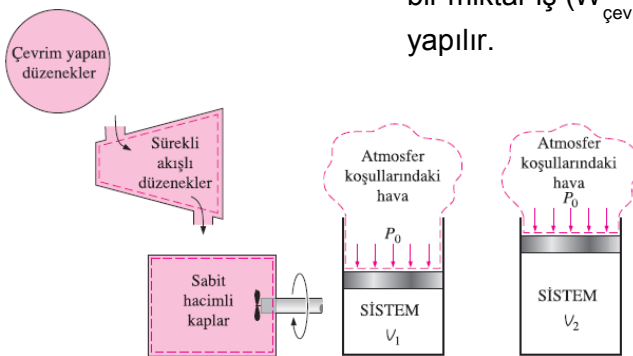 bir miktar iş (W çev
yapılır.
Çevrim yapan
düzenekler
Sürekli
akışlı
düzenekler
Sabit
hacimli
kaplar
Atmosfer
koşullarındaki
hava
P0
SİSTEM
V1
Atmosfer
koşullarındaki
hava
P0
SİSTEM
V2